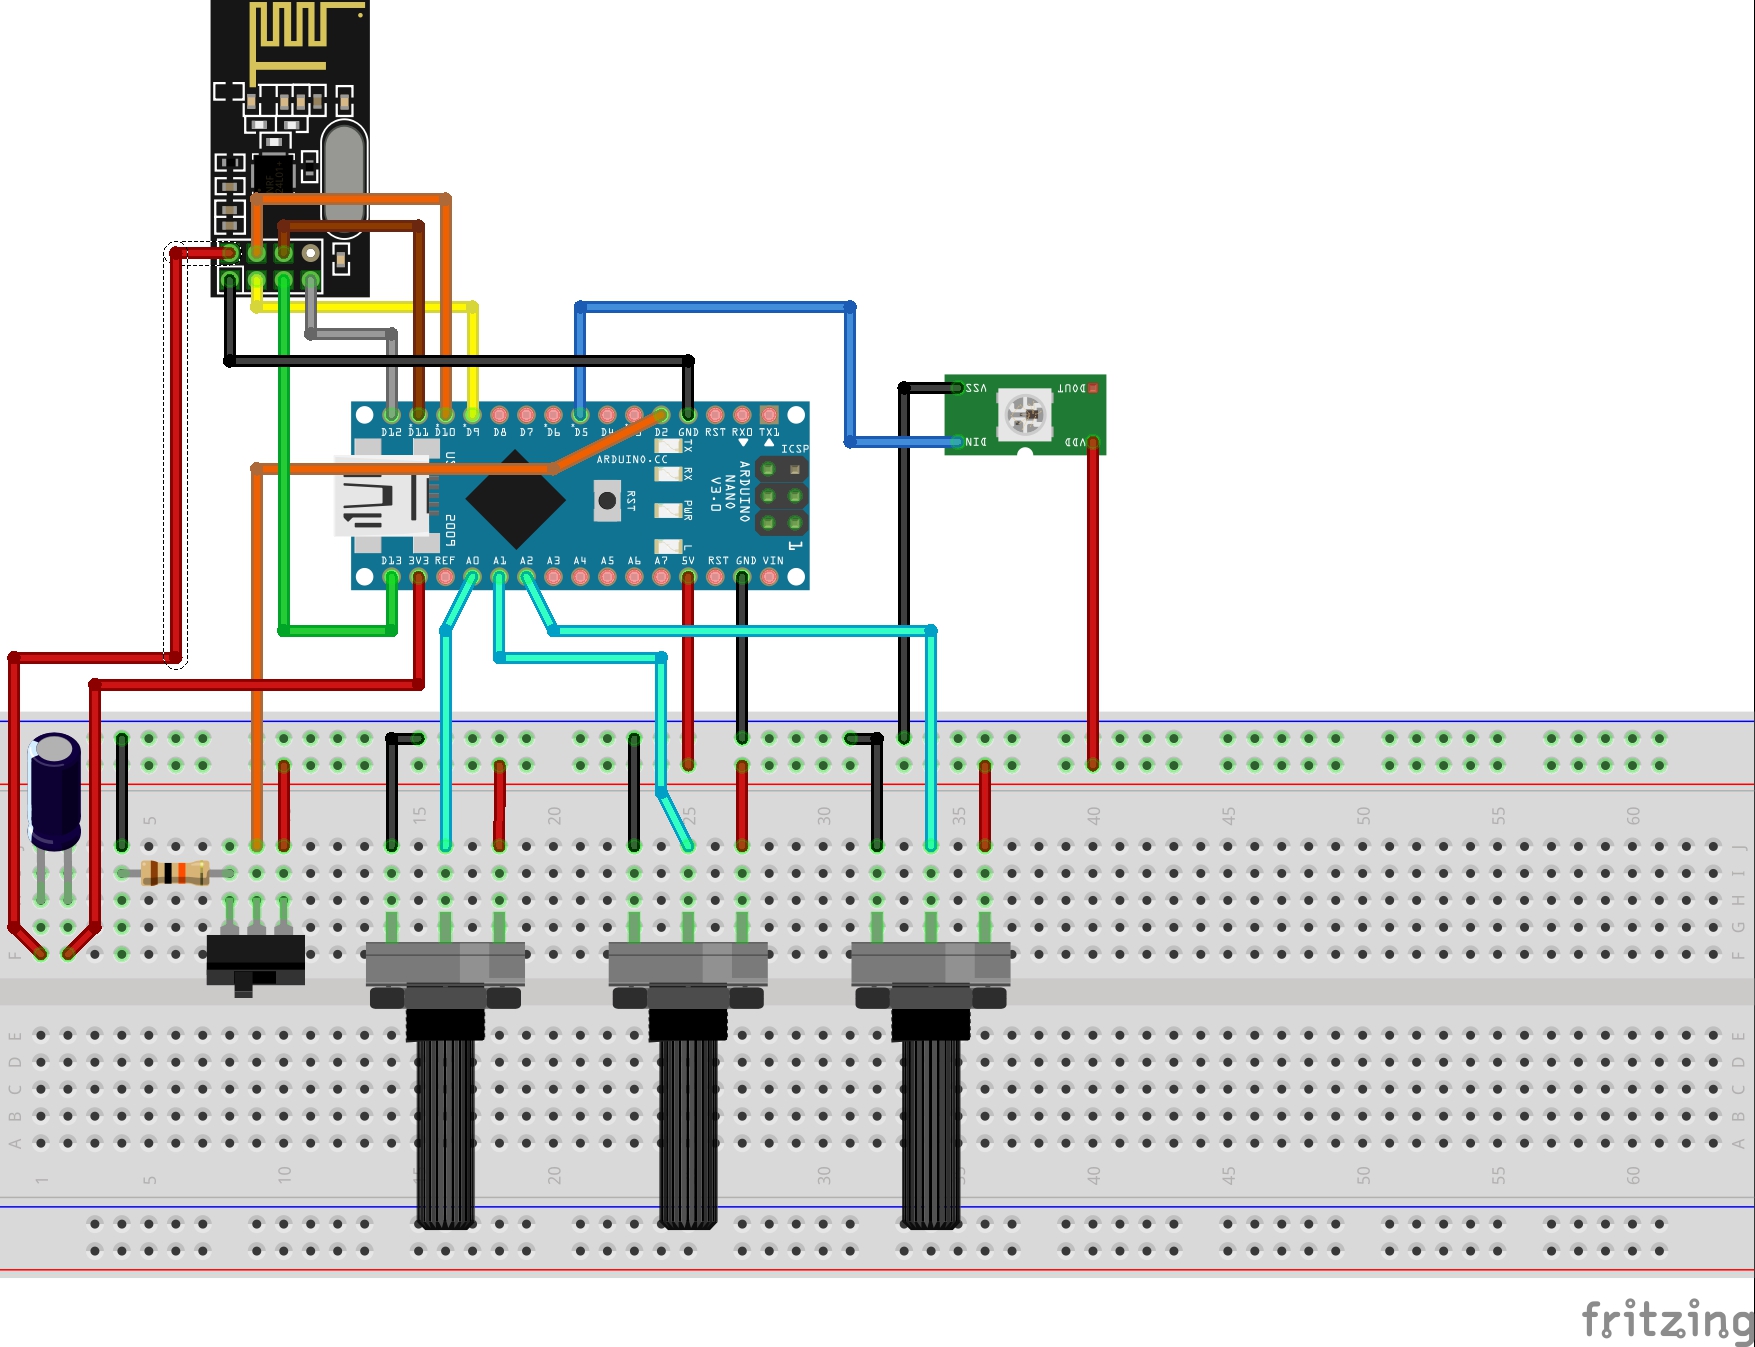 D12 D11 D10 D9 D8 D7 D6 D5 D4 D2 GND RST RX0 TX1
TX
ICSP
ARDUINO.CC
RX
ARDUINO
NANO
V3.0
RST
PWR
L
1
D13 3V3 REF A0 A1 A2 A3 A4 A5 A6 A7 5V RST GND VIN
VSS DOUT
DIN VDD
5 15 20 25 30 35 40 45 50 55 60
J
I
H
G
F F
E E
D D
C C
B B
A A
1 5 10 20 30 40 45 50 55 60
fritzing